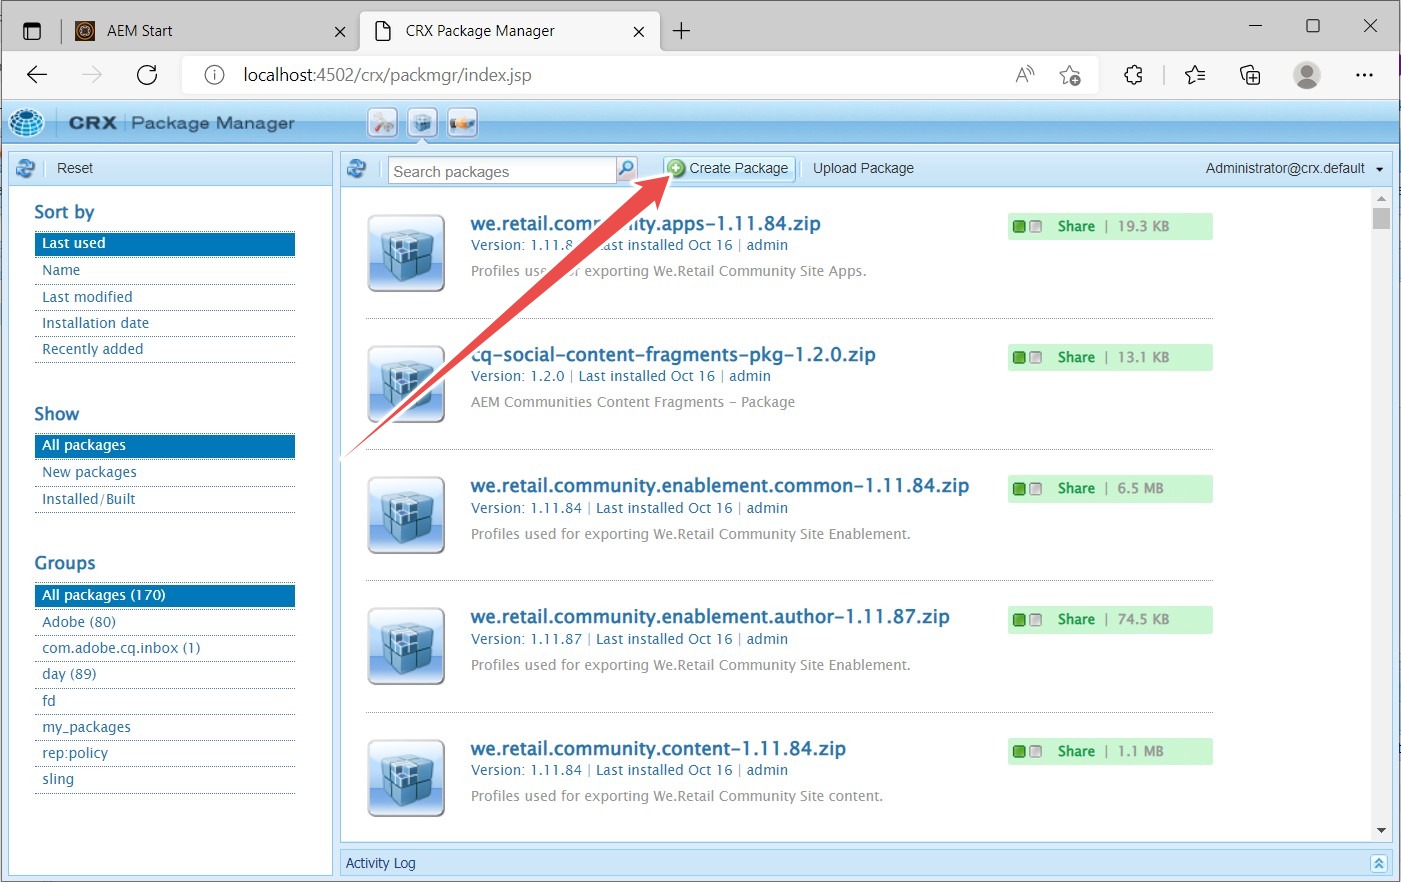 AEM Start
CRX Package Manager
localhost:4502/crx/packmgr/index.jsp
CRX Package Manager
Reset
Search packages
Create Package
Upload Package
Administrator@crx.default
Sort by
Last used
Name
Last modified
Installation date
Recently added
Show
All packages
New packages
Installed/Built
Groups
All packages (170)
Adobe (80)
com.adobe.cq.inbox (1)
day (89)
fd
my_packages
rep:policy
sling
we.retail.community.apps-1.11.84.zip
Version: 1.11.84 | Last installed Oct 16 | admin
Profiles used for exporting We.Retail Community Site Apps.
Share | 19.3 KB
cq-social-content-fragments-pkg-1.2.0.zip
Version: 1.2.0 | Last installed Oct 16 | admin
AEM Communities Content Fragments - Package
Share | 13.1 KB
we.retail.community.enablement.common-1.11.84.zip
Version: 1.11.84 | Last installed Oct 16 | admin
Profiles used for exporting We.Retail Community Site Enablement.
Share | 6.5 MB
we.retail.community.enablement.author-1.11.87.zip
Version: 1.11.87 | Last installed Oct 16 | admin
Profiles used for exporting We.Retail Community Site Enablement.
Share | 74.5 KB
we.retail.community.content-1.11.84.zip
Version: 1.11.84 | Last installed Oct 16 | admin
Profiles used for exporting We.Retail Community Site content.
Share | 1.1 MB
Activity Log